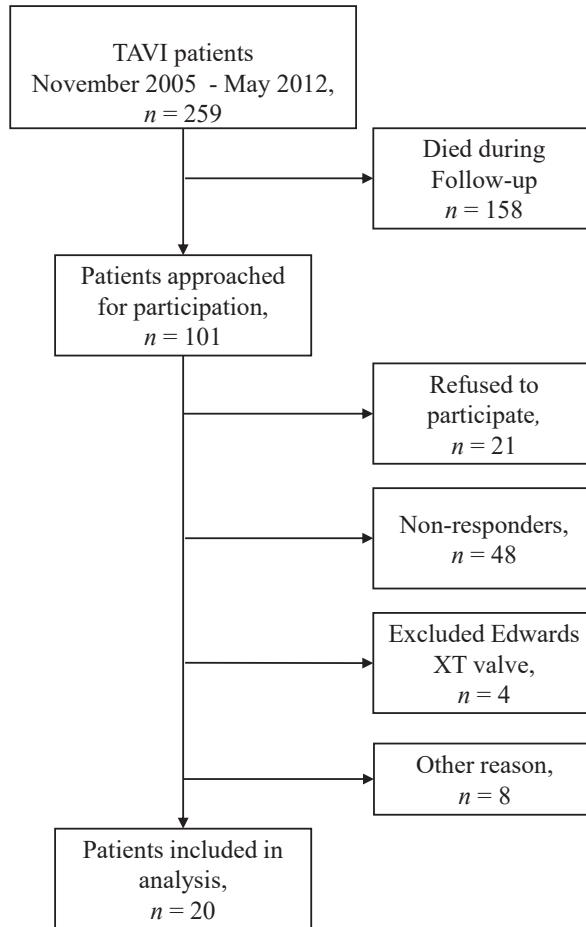 TAVI patients
November 2005 - May 2012,
n = 259
Died during
Follow-up
n = 158
Patients approached
for participation,
n = 101
Refused to
participate,
n = 21
Non-responders,
n = 48
Excluded Edwards
XT valve,
n = 4
Other reason,
n = 8
Patients included in
analysis,
n = 20